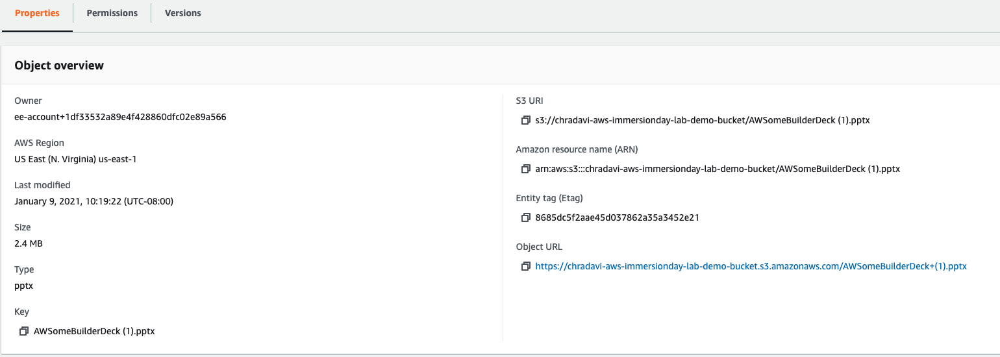 Properties
Permissions
Versions
Object overview
Owner
ee-account+1df33532a89e4f428860dfc02e89a566
AWS Region
US East (N. Virginia) us-east-1
Last modified
January 9, 2021, 10:19:22 (UTC-08:00)
Size
2.4 MB
Type
pptx
Key
AWSomeBuilderDeck (1).pptx
S3 URI
s3://chradavi-aws-immersionday-lab-demo-bucket/AWSomeBuilderDeck (1).pptx
Amazon resource name (ARN)
arn:aws:s3:::chradavi-aws-immersionday-lab-demo-bucket/AWSomeBuilderDeck (1).pptx
Entity tag (Etag)
8685dc5f2aae45d037862a35a3452e21
Object URL
https://chradavi-aws-immersionday-lab-demo-bucket.s3.amazonaws.com/AWSomeBuilderDeck+(1).pptx